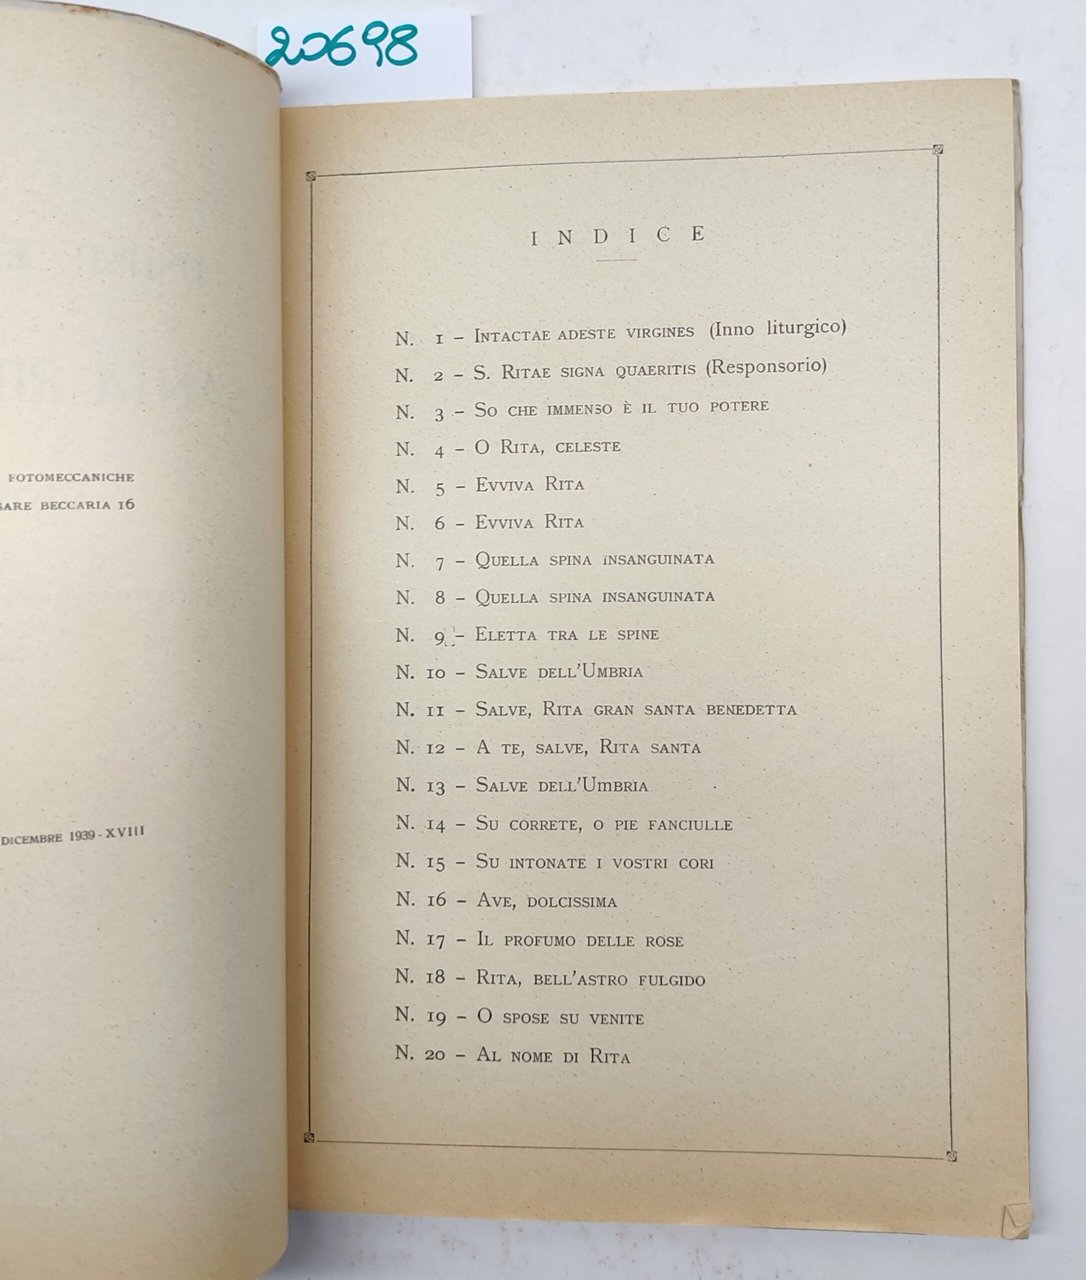 20698
FOTOMECCANICHE
BECCARIA 16
DICEMBRE 1939 - XVIII
INDICE
N. 1 – INTACTAE ADESTE VIRGINES (Inno liturgico)
N. 2 – S. RITAE SIGNA QUAERITIS (Responsorio)
N. 3 – SO CHE IMMENSO È IL TUO POTERE
N. 4 – O RITA, CELESTE
N. 5 – EVVIVA RITA
N. 6 – EVVIVA RITA
N. 7 – QUELLA SPINA INSANGUINATA
N. 8 – QUELLA SPINA INSANGUINATA
N. 9 – ELETTA TRA LE SPINE
N. 10 – SALVE DELL'UMBRIA
N. 11 – SALVE, RITA GRAN SANTA BENEDETTA
N. 12 – A TE, SALVE, RITA SANTA
N. 13 – SALVE DELL'UmBRIA
N. 14 – SU CORRETE, O PIE FANCIULLE
N. 15 – SU INTONATE I VOSTRI CORI
N. 16 – AVE, DOLCISSIMA
N. 17 – IL PROFUMO DELLE ROSE
N. 18 – RITA, BELL'ASTRO FULGIDO
N. 19 – O SPOSE SU VENITE
N. 20 – AL NOME DI RITA